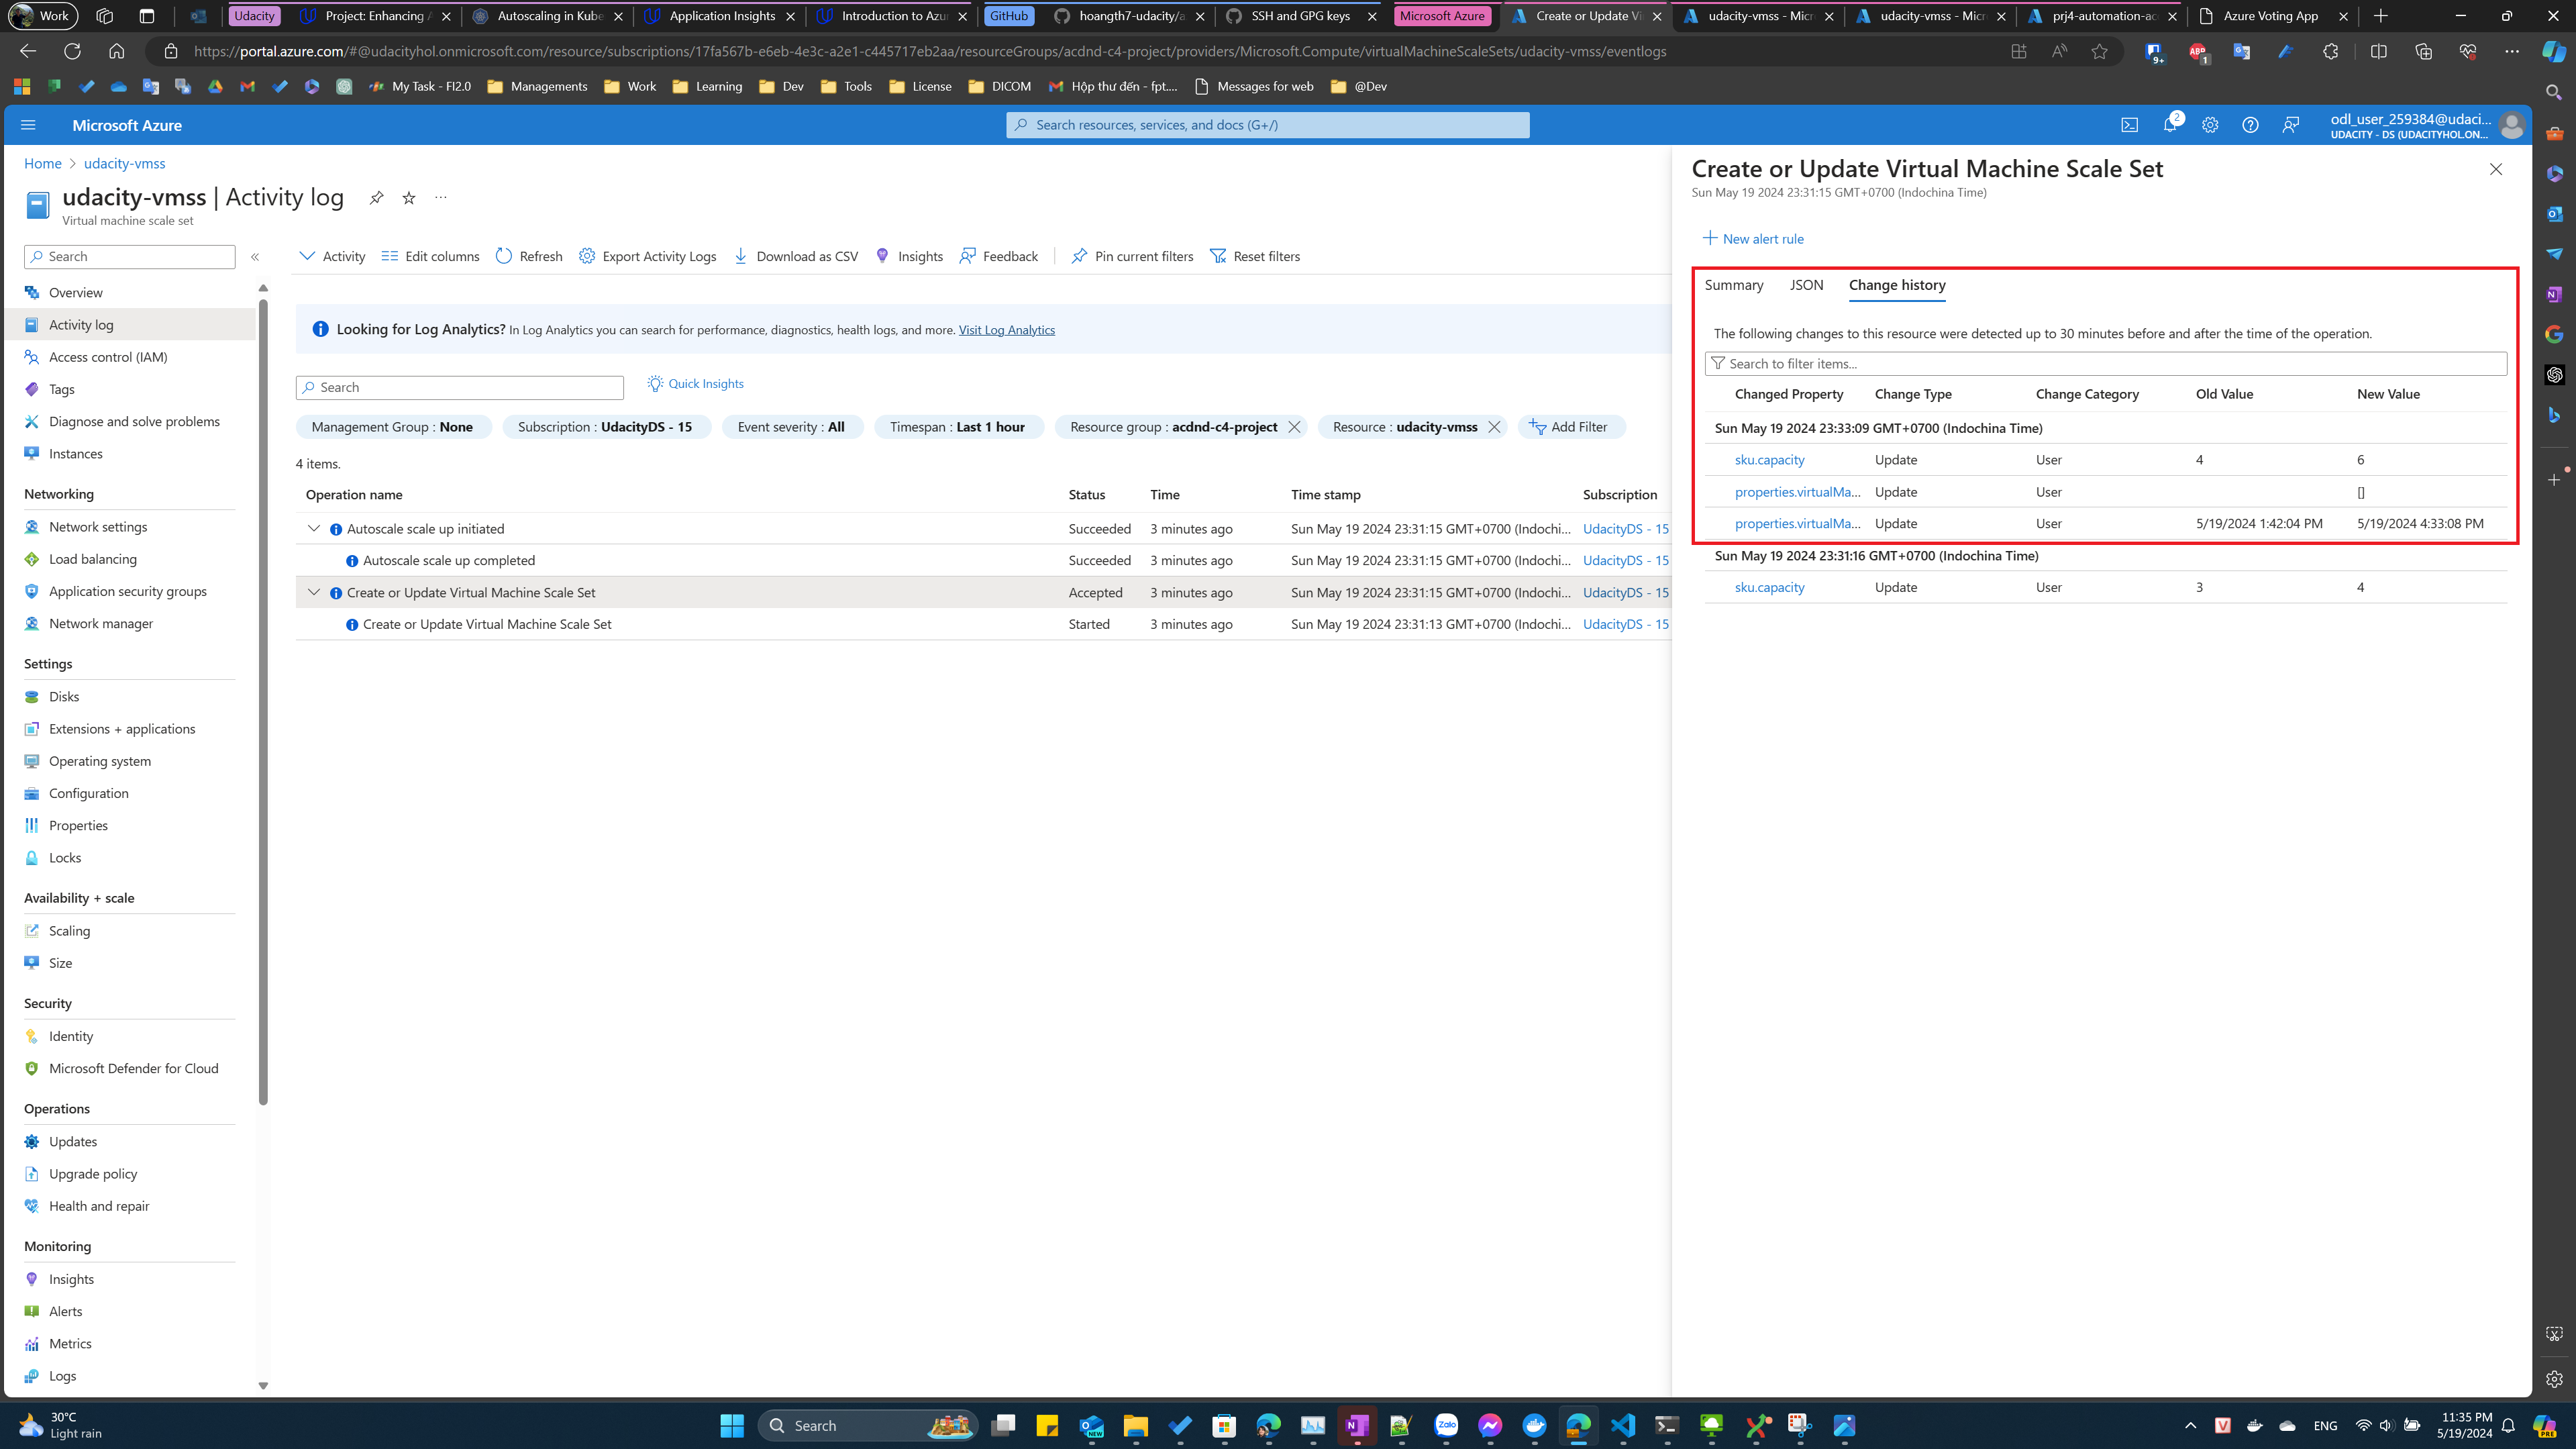 Work
Udacity
Project: Enhancing A
Autoscaling in Kube
Application Insights
Introduction to Azur
GitHub
hoangth7-udacity/a
SSH and GPG keys
Microsoft Azure
Create or Update Vi
udacity-vmss - Micr
udacity-vmss - Micr
prj4-automation-ac
Azure Voting App
https://portal.azure.com/#@udacityhol.onmicrosoft.com/resource/subscriptions/17fa567b-e6eb-4e3c-a2e1-c445717eb2aa/resourceGroups/acdnd-c4-project/providers/Microsoft.Compute/virtualMachineScaleSets/udacity-vmss/eventlogs
9+
1
My Task - FI2.0
Managements
Work
Learning
Dev
Tools
License
DICOM
Hộp thư đến - fpt....
Messages for web
@Dev
Microsoft Azure
Search resources, services, and docs (G+/)
2
odl_user_259384@udaci...
UDACITY - DS (UDACITYHOL.ON...
Home > udacity-vmss
udacity-vmss | Activity log
Virtual machine scale set
Search
Overview
Activity log
Access control (IAM)
Tags
Diagnose and solve problems
Instances
Networking
Network settings
Load balancing
Application security groups
Network manager
Settings
Disks
Extensions + applications
Operating system
Configuration
Properties
Locks
Availability + scale
Scaling
Size
Security
Identity
Microsoft Defender for Cloud
Operations
Updates
Upgrade policy
Health and repair
Monitoring
Insights
Alerts
Metrics
Logs
Activity
Edit columns
Refresh
Export Activity Logs
Download as CSV
Insights
Feedback
Pin current filters
Reset filters
Looking for Log Analytics? In Log Analytics you can search for performance, diagnostics, health logs, and more. Visit Log Analytics
Search
Quick Insights
Management Group : None
Subscription : UdacityDS - 15
Event severity : All
Timespan : Last 1 hour
Resource group : acdnd-c4-project
Resource : udacity-vmss
Add Filter
4 items.
Operation name Status Time Time stamp Subscription
Autoscale scale up initiated Succeeded 3 minutes ago Sun May 19 2024 23:31:15 GMT+0700 (Indochi... UdacityDS - 15
Autoscale scale up completed Succeeded 3 minutes ago Sun May 19 2024 23:31:15 GMT+0700 (Indochi... UdacityDS - 15
Create or Update Virtual Machine Scale Set Accepted 3 minutes ago Sun May 19 2024 23:31:15 GMT+0700 (Indochi... UdacityDS - 15
Create or Update Virtual Machine Scale Set Started 3 minutes ago Sun May 19 2024 23:31:13 GMT+0700 (Indochi... UdacityDS - 15
Create or Update Virtual Machine Scale Set
Sun May 19 2024 23:31:15 GMT+0700 (Indochina Time)
New alert rule
Summary JSON Change history
The following changes to this resource were detected up to 30 minutes before and after the time of the operation.
Search to filter items...
Changed Property Change Type Change Category Old Value New Value
Sun May 19 2024 23:33:09 GMT+0700 (Indochina Time)
sku.capacity Update User 4 6
properties.virtualMa... Update User []
properties.virtualMa... Update User 5/19/2024 1:42:04 PM 5/19/2024 4:33:08 PM
Sun May 19 2024 23:31:16 GMT+0700 (Indochina Time)
sku.capacity Update User 3 4
30°C
Light rain
Search
ENG
11:35 PM
5/19/2024